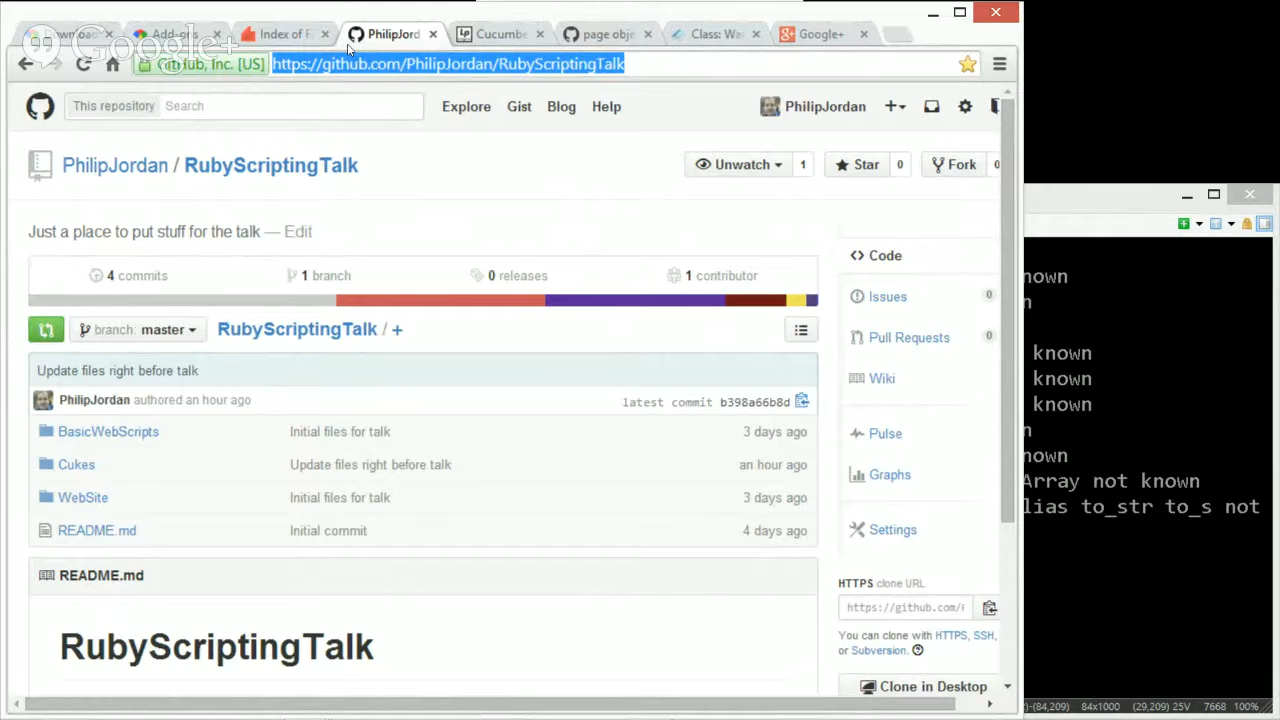 Add-
Index of
PhilipJord
Cucumbe
page obje
Class: Wa
Google+
Google+
GitHub, Inc. [US]
https://github.com/PhilipJordan/RubyScriptingTalk
This repository
Search
Explore
Gist
Blog
Help
PhilipJordan
PhilipJordan / RubyScriptingTalk
Unwatch
1
Star
0
Fork
0
Just a place to put stuff for the talk — Edit
4 commits
1 branch
0 releases
1 contributor
branch: master
RubyScriptingTalk / +
Update files right before talk
PhilipJordan authored an hour ago
latest commit b398a66b8d
BasicWebScripts
Initial files for talk
3 days ago
Cukes
Update files right before talk
an hour ago
WebSite
Initial files for talk
3 days ago
README.md
Initial commit
4 days ago
README.md
RubyScriptingTalk
Code
Issues
0
Pull Requests
0
Wiki
Pulse
Graphs
Settings
HTTPS clone URL
https://github.com/
You can clone with HTTPS, SSH,
or Subversion.
Clone in Desktop
nown
n
known
known
known
n
nown
Array not known
lias to_str to_s not
)-(84,209)
84x1000
(29,209) 25V
7668
100%